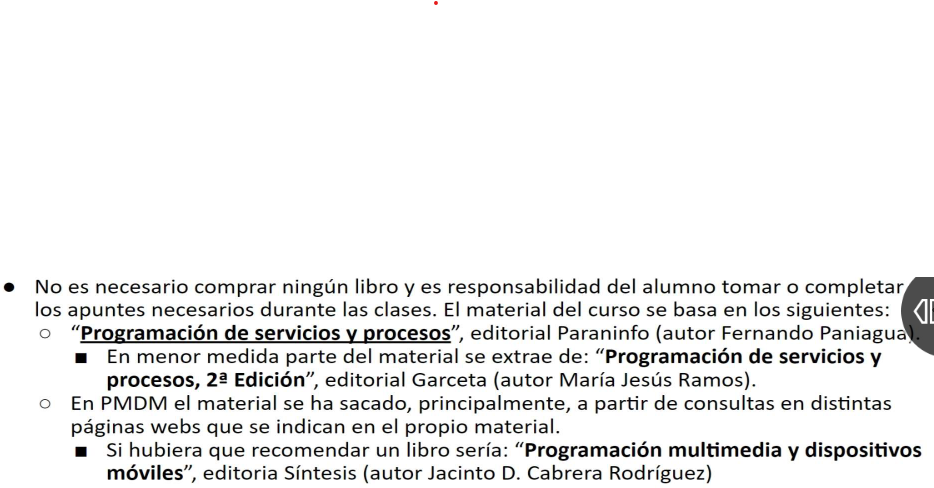 ● No es necesario comprar ningún libro y es responsabilidad del alumno tomar o completar
los apuntes necesarios durante las clases. El material del curso se basa en los siguientes:
○ “Programación de servicios y procesos”, editorial Paraninfo (autor Fernando Paniagua).
■ En menor medida parte del material se extrae de: “Programación de servicios y
procesos, 2ª Edición”, editorial Garceta (autor María Jesús Ramos).
○ En PMDM el material se ha sacado, principalmente, a partir de consultas en distintas
páginas webs que se indican en el propio material.
■ Si hubiera que recomendar un libro sería: “Programación multimedia y dispositivos
móviles”, editoria Síntesis (autor Jacinto D. Cabrera Rodríguez)